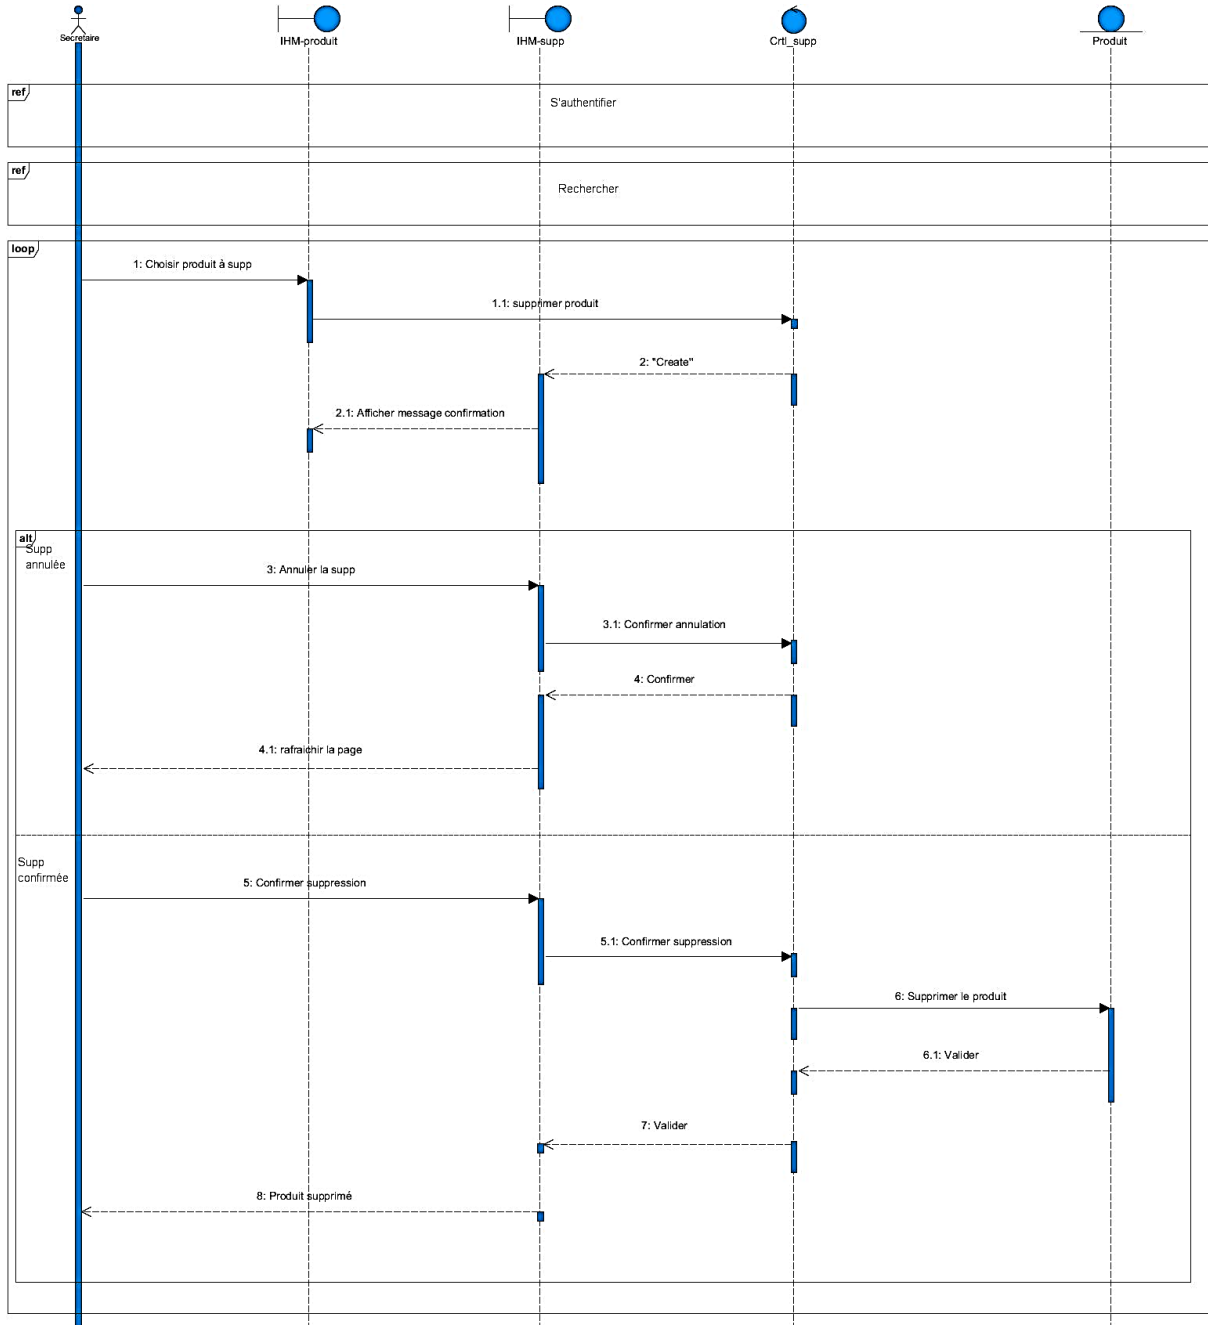 Secretaire
IHM-produit
IHM-supp
Crtl_supp
Produit
ref
S'authentifier
ref
Rechercher
loop
1: Choisir produit à supp
1.1: supprimer produit
2: "Create"
2.1: Afficher message confirmation
alt
Supp
annulée
3: Annuler la supp
3.1: Confirmer annulation
4: Confirmer
4.1: rafraichir la page
Supp
confirmée
5: Confirmer suppression
5.1: Confirmer suppression
6: Supprimer le produit
6.1: Valider
7: Valider
8: Produit supprimé